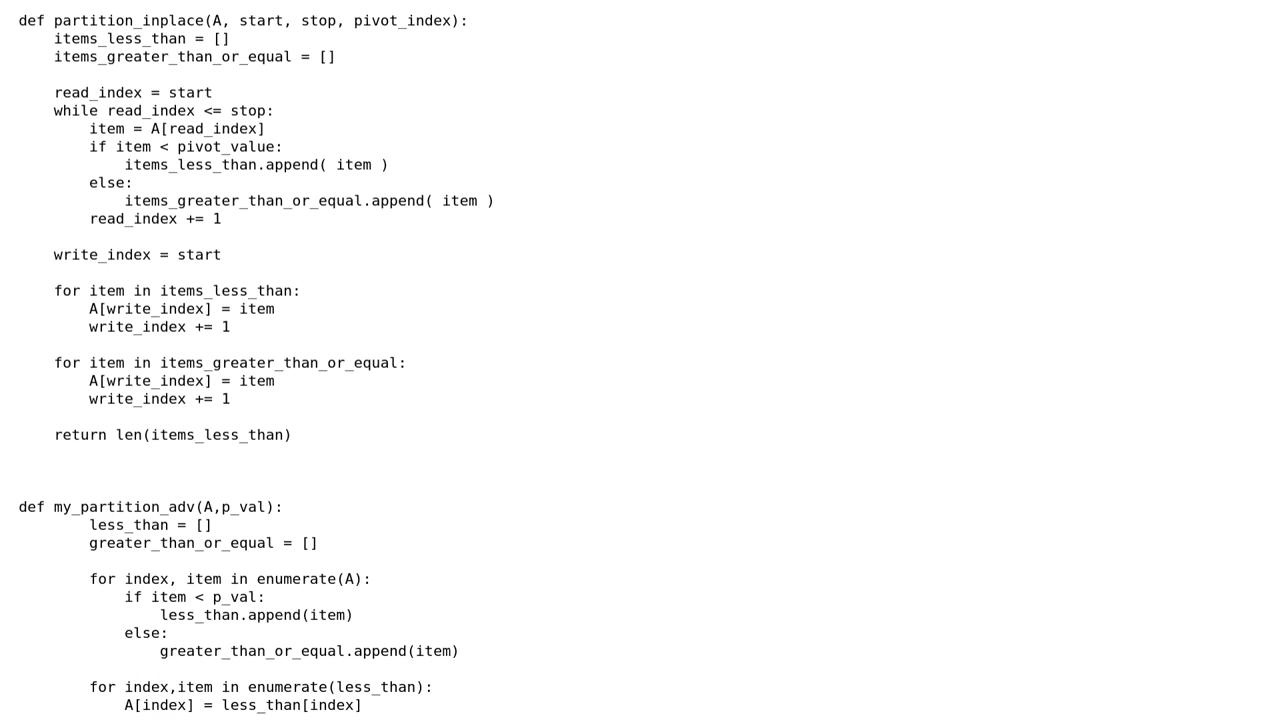 def partition_inplace(A, start, stop, pivot_index):
    items_less_than = []
    items_greater_than_or_equal = []

    read_index = start
    while read_index <= stop:
        item = A[read_index]
        if item < pivot_value:
            items_less_than.append( item )
        else:
            items_greater_than_or_equal.append( item )
        read_index += 1

    write_index = start

    for item in items_less_than:
        A[write_index] = item
        write_index += 1

    for item in items_greater_than_or_equal:
        A[write_index] = item
        write_index += 1

    return len(items_less_than)

def my_partition_adv(A,p_val):
        less_than = []
        greater_than_or_equal = []

        for index, item in enumerate(A):
            if item < p_val:
                less_than.append(item)
            else:
                greater_than_or_equal.append(item)

        for index,item in enumerate(less_than):
            A[index] = less_than[index]